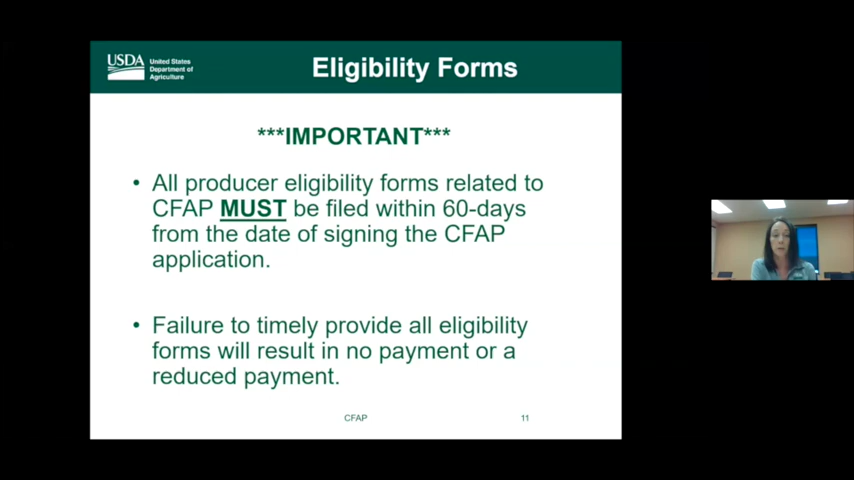 USDA
United States
Department of
Agriculture
Eligibility Forms
***IMPORTANT***
• All producer eligibility forms related to
CFAP MUST be filed within 60-days
from the date of signing the CFAP
application.
• Failure to timely provide all eligibility
forms will result in no payment or a
reduced payment.
CFAP
11